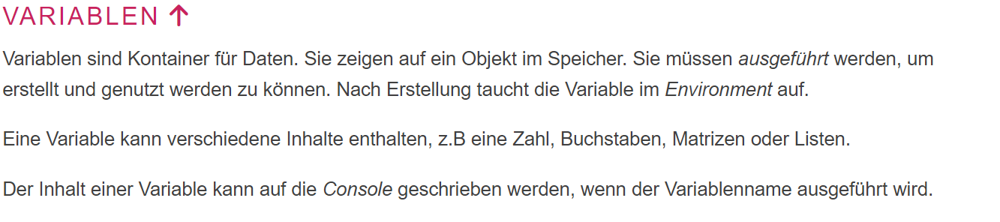 VARIABLEN ↑
Variablen sind Kontainer für Daten. Sie zeigen auf ein Objekt im Speicher. Sie müssen ausgeführt werden, um
erstellt und genutzt werden zu können. Nach Erstellung taucht die Variable im Environment auf.
Eine Variable kann verschiedene Inhalte enthalten, z.B eine Zahl, Buchstaben, Matrizen oder Listen.
Der Inhalt einer Variable kann auf die Console geschrieben werden, wenn der Variablenname ausgeführt wird.